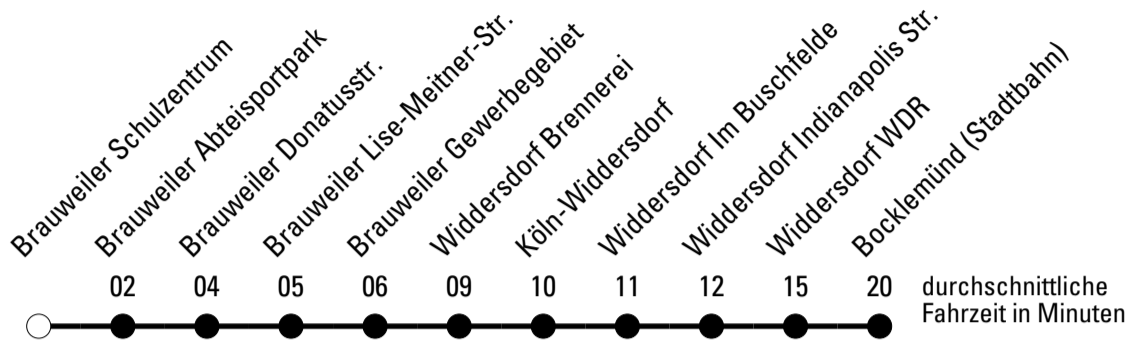 Brauweiler Schulzentrum
Brauweiler Abteisportpark
Brauweiler Donatusstr.
Brauweiler Lise-Meitner-Str.
Brauweiler Gewerbegebiet
Widdersdorf Brennerei
Köln-Widdersdorf
Widdersdorf Im Buschfelde
Widdersdorf Indianapolis Str.
Widdersdorf WDR
Bocklemünd (Stadtbahn)
02 04 05 06 09 10 11 12 15 20 durchschnittliche
Fahrzeit in Minuten